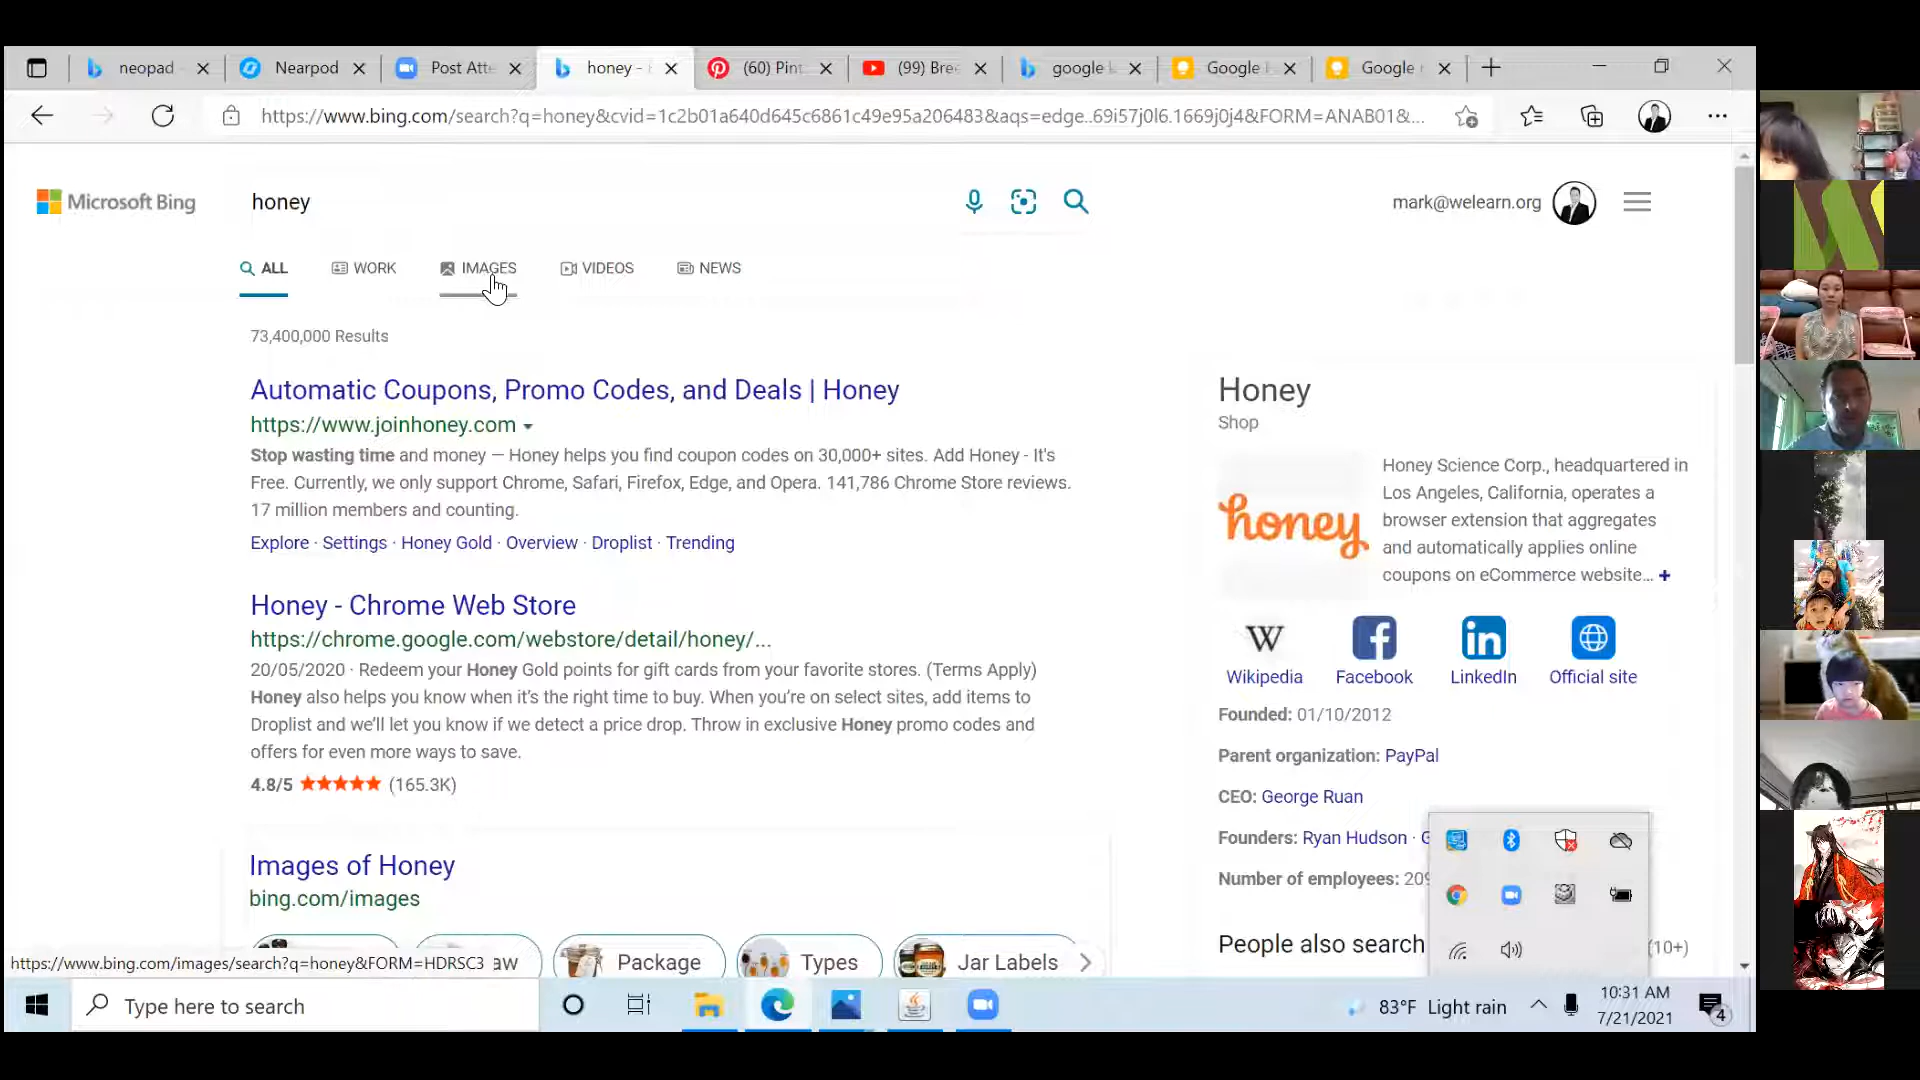 neopad
Nearpod
Post Atte
honey -
(60) Pint
(99) Bre
google k
Google
Google
https://www.bing.com/search?q=honey&cvid=1c2b01a640d645c6861c49e95a206483&aqs=edge..69i57j0l6.1669j0j4&FORM=ANAB01&...
Microsoft Bing
honey
mark@welearn.org
ALL
WORK
IMAGES
VIDEOS
NEWS
73,400,000 Results
Automatic Coupons, Promo Codes, and Deals | Honey
https://www.joinhoney.com
Stop wasting time and money — Honey helps you find coupon codes on 30,000+ sites. Add Honey - It's
Free. Currently, we only support Chrome, Safari, Firefox, Edge, and Opera. 141,786 Chrome Store reviews.
17 million members and counting.
Explore · Settings · Honey Gold · Overview · Droplist · Trending
Honey - Chrome Web Store
https://chrome.google.com/webstore/detail/honey/...
20/05/2020 · Redeem your Honey Gold points for gift cards from your favorite stores. (Terms Apply)
Honey also helps you know when it's the right time to buy. When you're on select sites, add items to
Droplist and we'll let you know if we detect a price drop. Throw in exclusive Honey promo codes and
offers for even more ways to save.
4.8/5 ★★★★★ (165.3K)
Images of Honey
bing.com/images
aw
Package
Types
Jar Labels
https://www.bing.com/images/search?q=honey&FORM=HDRSC3
Honey
Shop
honey
Honey Science Corp., headquartered in
Los Angeles, California, operates a
browser extension that aggregates
and automatically applies online
coupons on eCommerce website... +
W
Wikipedia
Facebook
LinkedIn
Official site
Founded: 01/10/2012
Parent organization: PayPal
CEO: George Ruan
Founders: Ryan Hudson · G
Number of employees: 209
People also search
(10+)
Type here to search
83°F Light rain
10:31 AM
7/21/2021
4